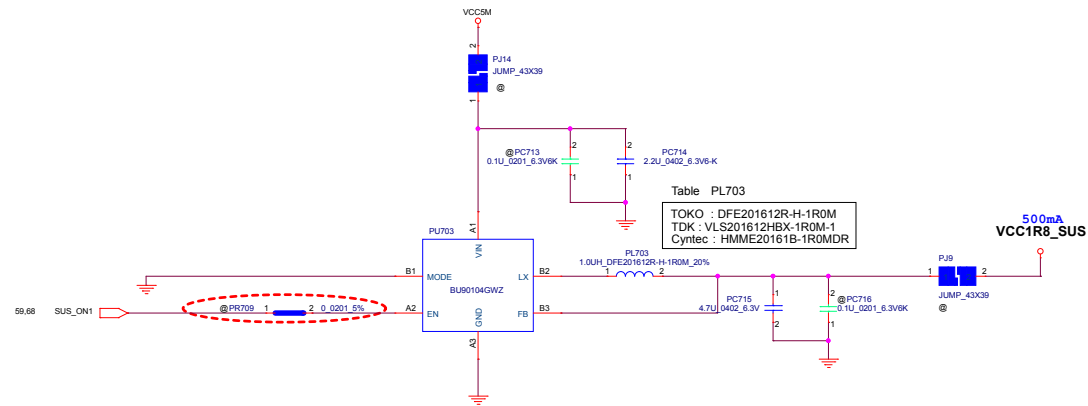 VCC5M
2
PJ14
JUMP_43X39
@
1
@PC713
0.1U_0201_6.3V6K
2
1
2
1
PC714
2.2U_0402_6.3V6-K
Table PL703
TOKO : DFE201612R-H-1R0M
TDK : VLS201612HBX-1R0M-1
Cyntec : HMME20161B-1R0MDR
500mA
VCC1R8_SUS
PU703
A1
VIN
B1
MODE
BU90104GWZ
LX
B2
PL703
1.0UH_DFE201612R-H-1R0M_20%
1
2
PJ9
1
2
JUMP_43X39
@
59,68
SUS_ON1
@PR709
1
2
0_0201_5%
A2
EN
GND
A3
FB
B3
PC715
4.7U_0402_6.3V
1
2
@PC716
0.1U_0201_6.3V6K
2
1